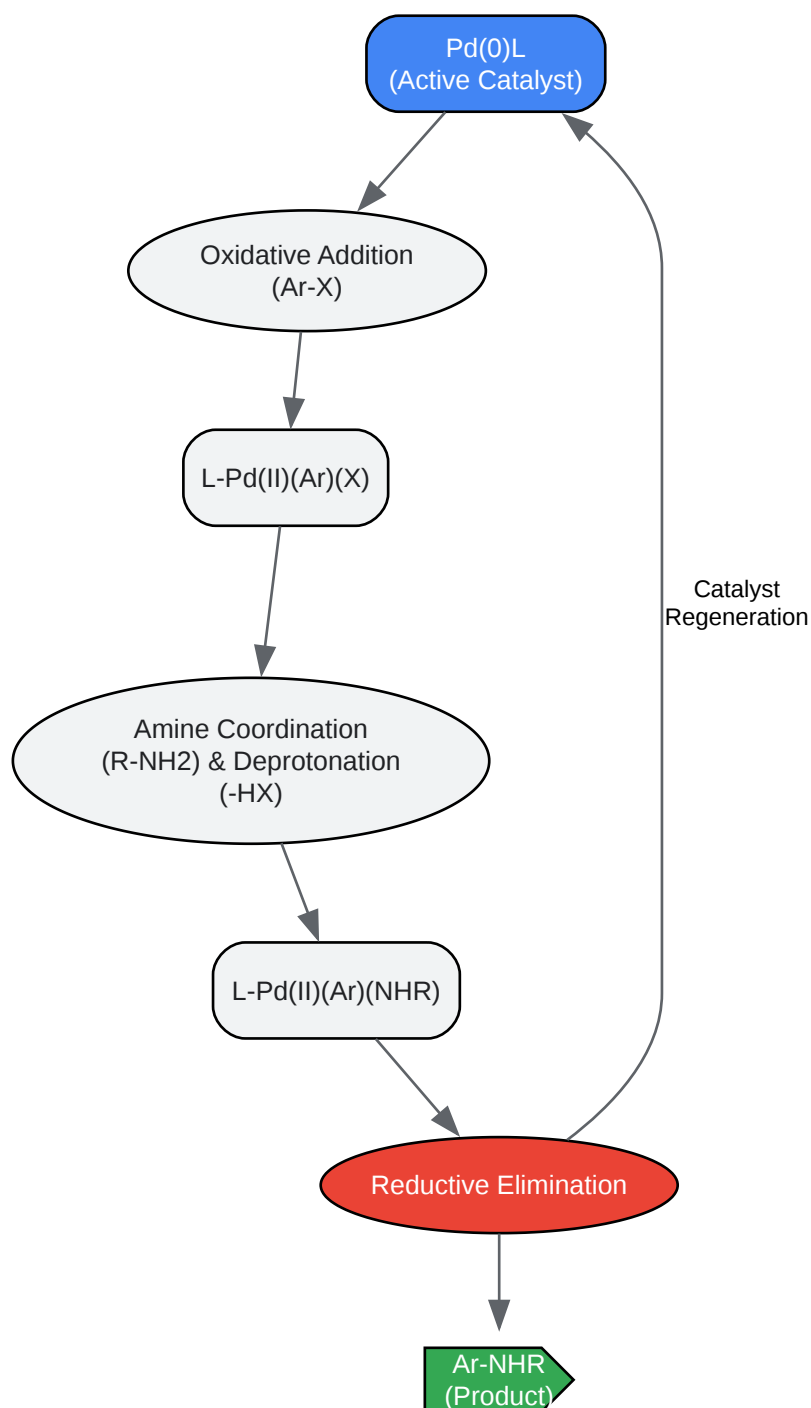 Pd(0)L
(Active Catalyst)
Oxidative Addition
(Ar-X)
L-Pd(II)(Ar)(X)
Catalyst
Regeneration
Amine Coordination
(R-NH2) & Deprotonation
(-HX)
L-Pd(II)(Ar)(NHR)
Reductive Elimination
Ar-NHR
(Product)